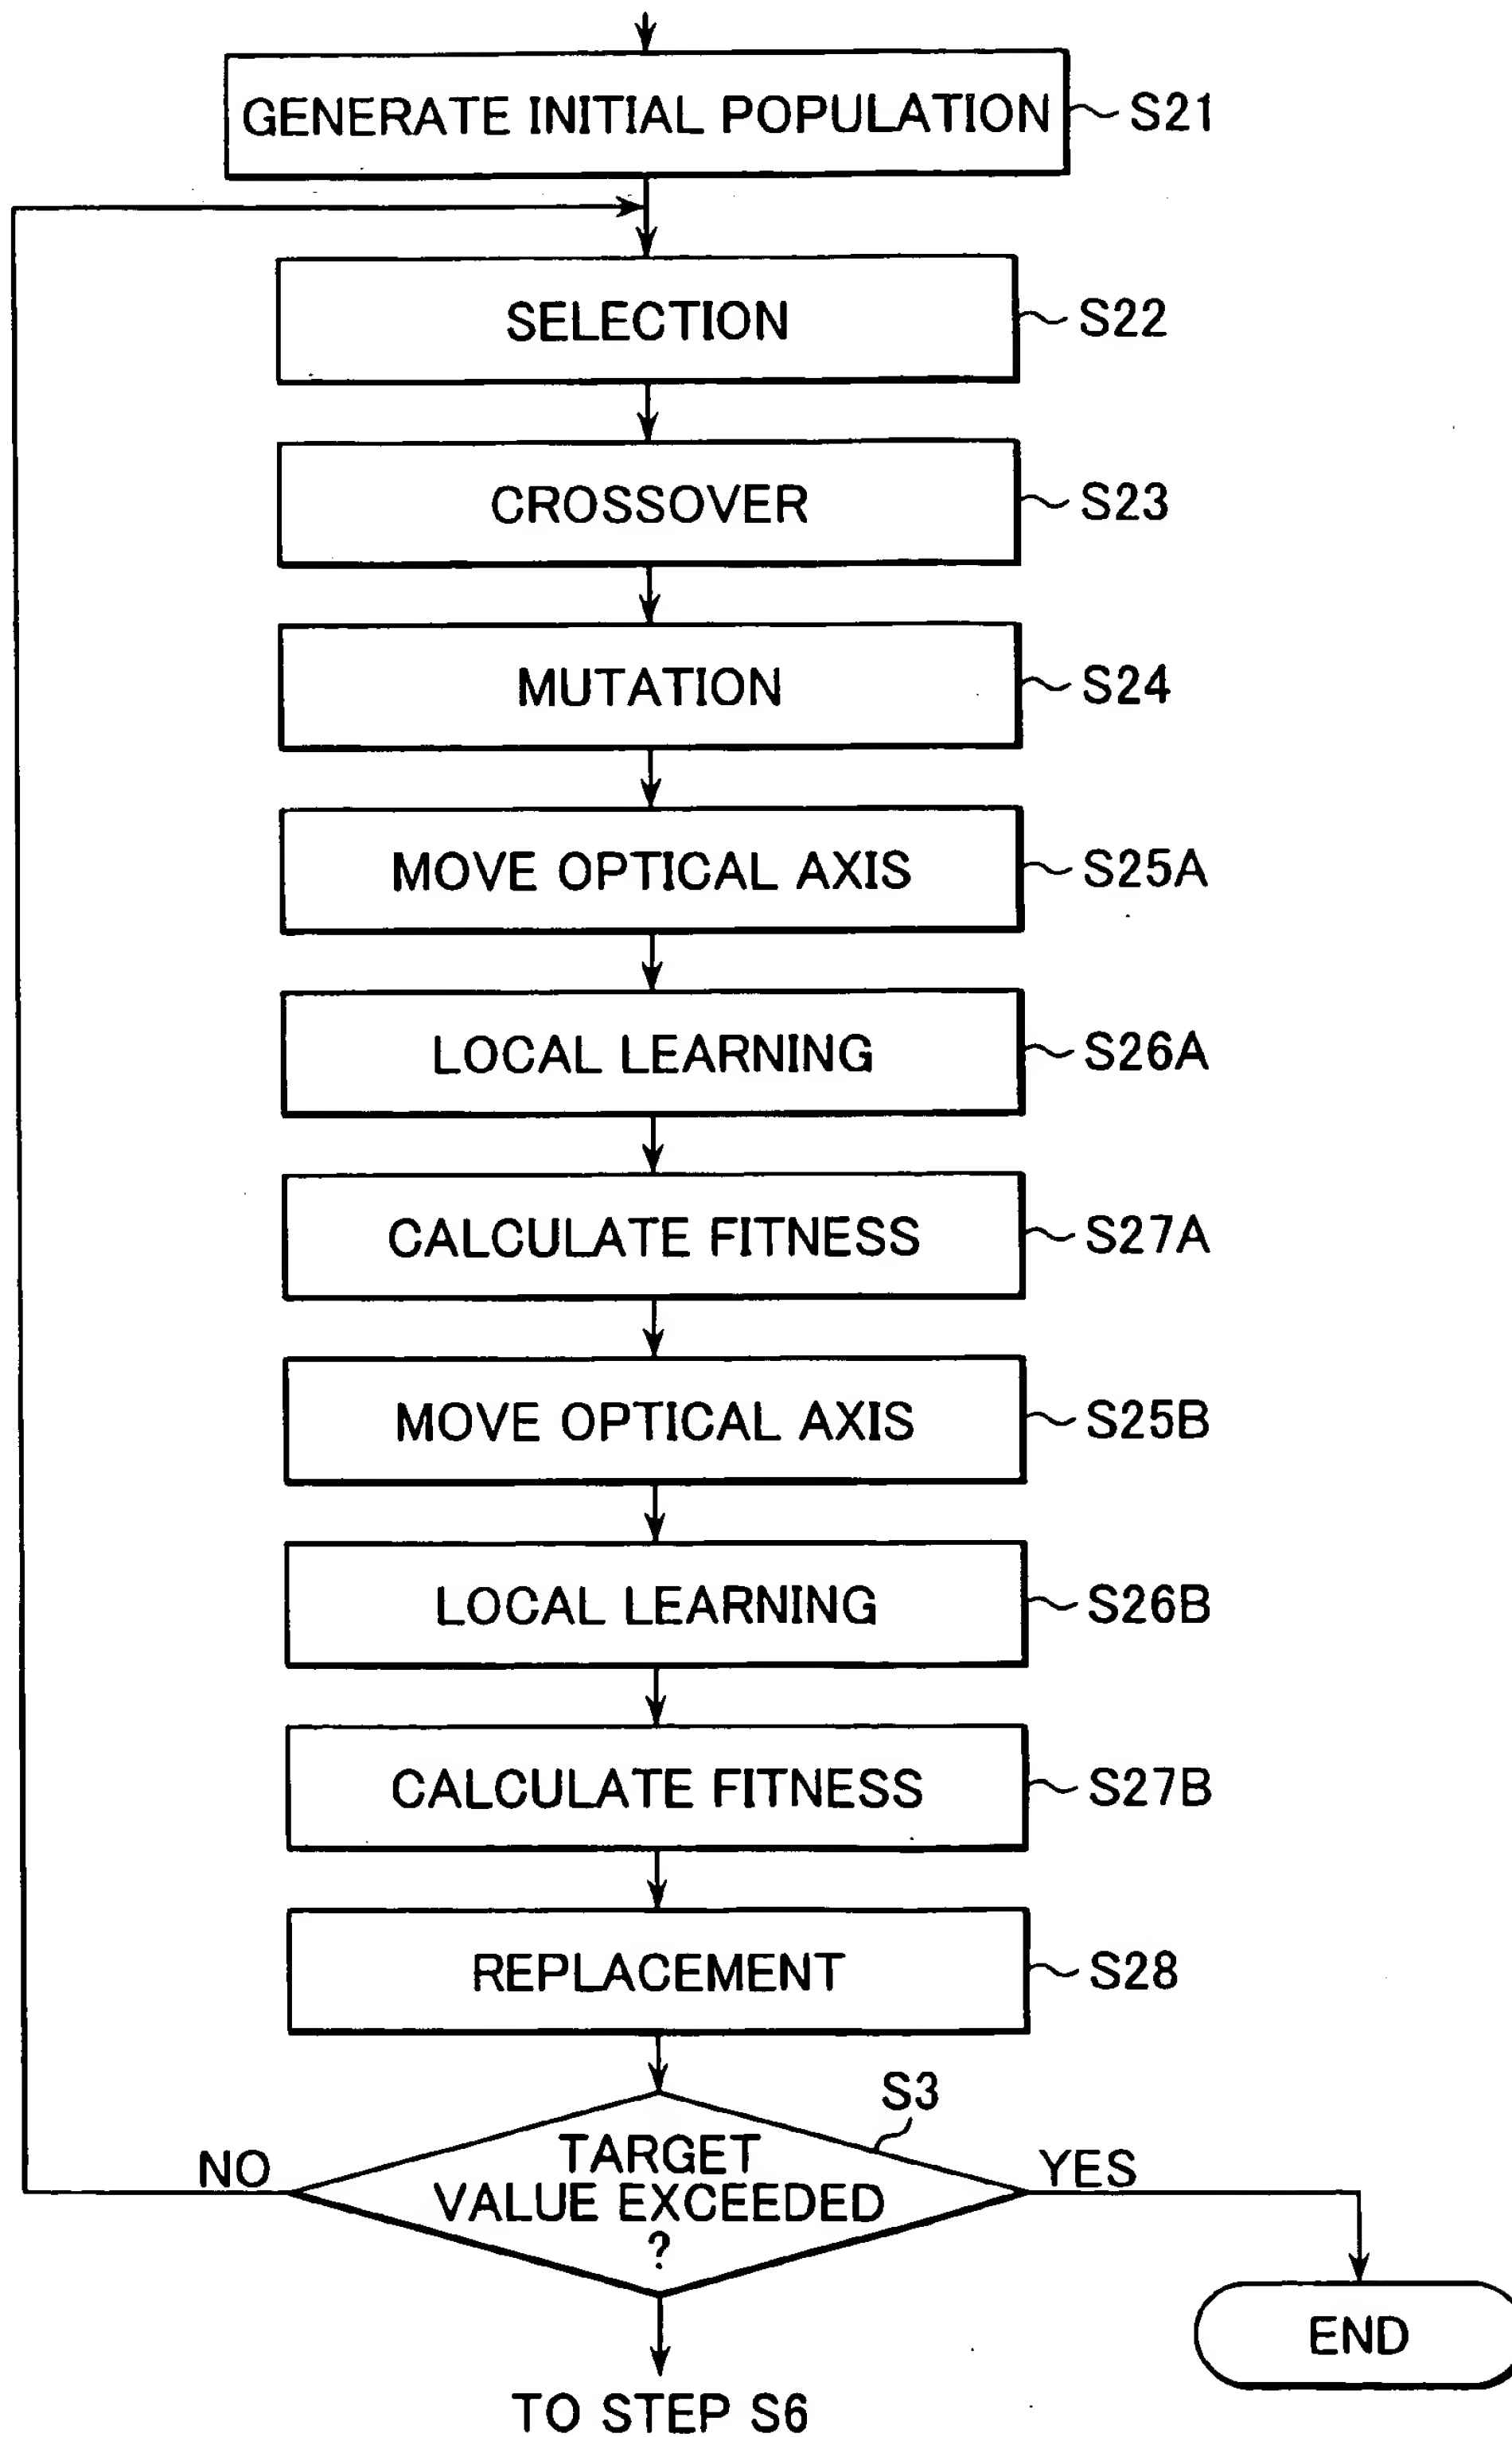 GENERATE INITIAL POPULATION S21
SELECTION S22
CROSSOVER S23
MUTATION S24
MOVE OPTICAL AXIS S25A
LOCAL LEARNING S26A
CALCULATE FITNESS S27A
MOVE OPTICAL AXIS S25B
LOCAL LEARNING S26B
CALCULATE FITNESS S27B
REPLACEMENT S28
S3
NO
TARGET
VALUE EXCEEDED
?
YES
END
TO STEP S6